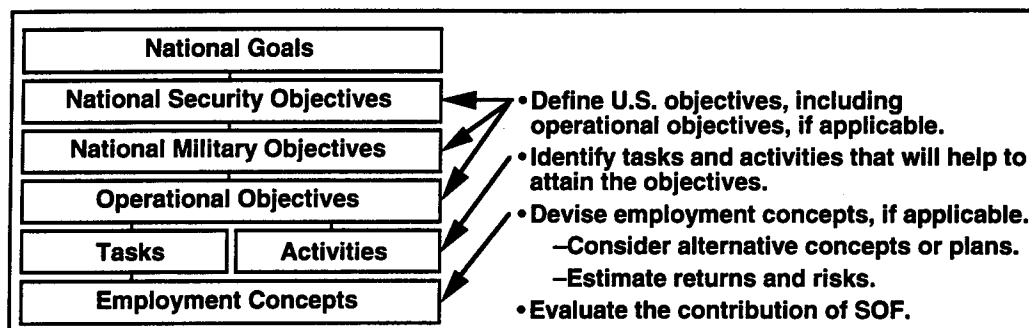 National Goals
National Security Objectives
National Military Objectives
Operational Objectives
Tasks
Activities
Employment Concepts
•Define U.S. objectives, including
operational objectives, if applicable.
•Identify tasks and activities that will help to
attain the objectives.
•Devise employment concepts, if applicable.
–Consider alternative concepts or plans.
–Estimate returns and risks.
•Evaluate the contribution of SOF.